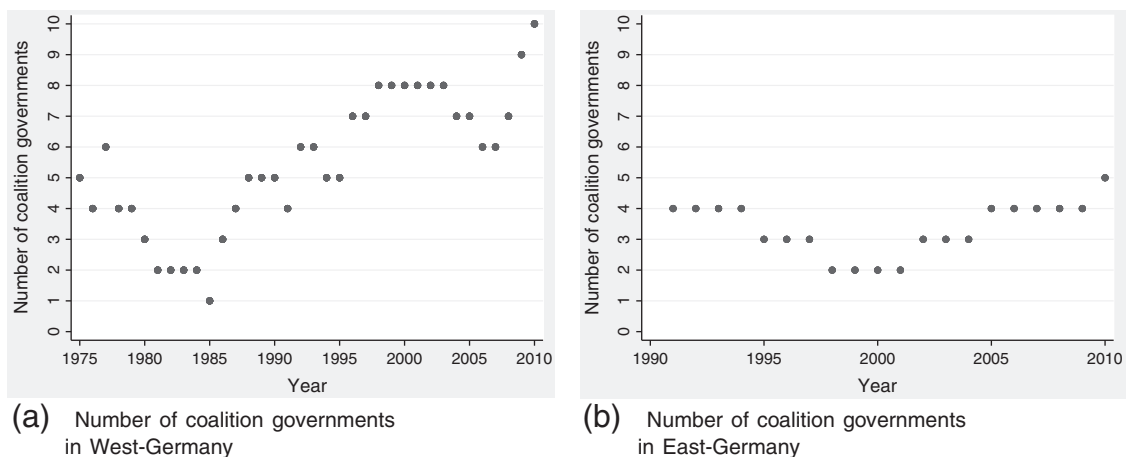 Number of coalition governments
10
9
8
7
6
5
4
3
2
1
0
1975 1980 1985 1990 1995 2000 2005 2010
Year
(a) Number of coalition governments
in West-Germany
Number of coalition governments
10
9
8
7
6
5
4
3
2
1
0
1990 1995 2000 2005 2010
Year
(b) Number of coalition governments
in East-Germany